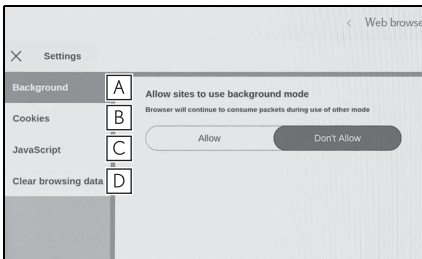 ‹ Web browse
X Settings
Background A
Cookies B
JavaScript C
Clear browsing data D
Allow sites to use background mode
Browser will continue to consume packets during use of other mode
Allow Don't Allow